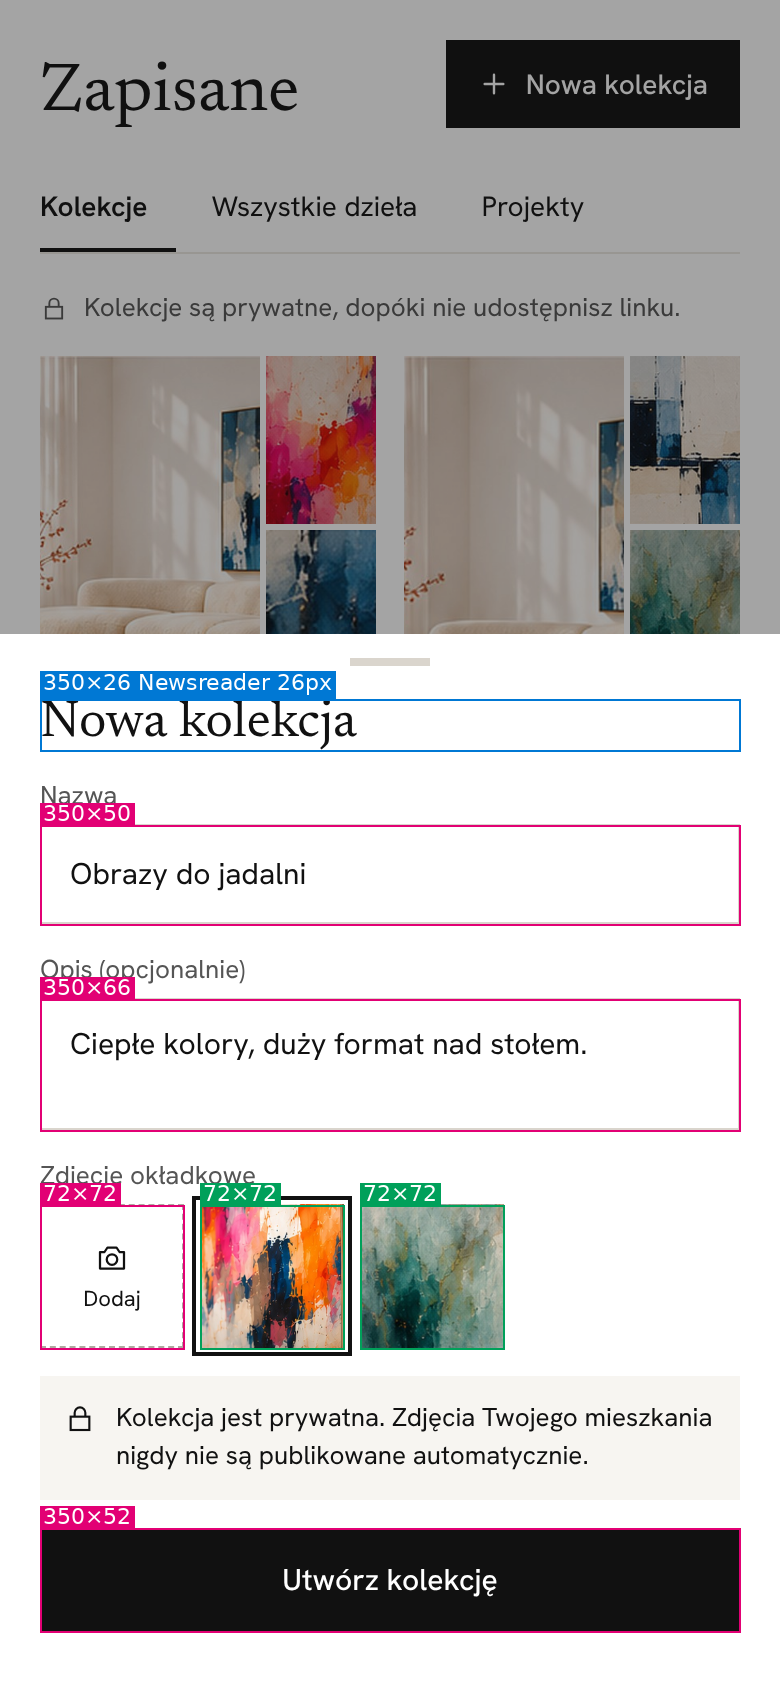 Zapisane
Nowa kolekcja
Kolekcje
Wszystkie dzieła
Projekty
Kolekcje są prywatne, dopóki nie udostępnisz linku.
350×26 Newsreader 26px
Nowa kolekcja
Nazwa
350×50
Obrazy do jadalni
Opis (opcjonalnie)
350×66
Ciepłe kolory, duży format nad stołem.
Zdjęcie okładkowe
72×72
72×72
72×72
Dodaj
Kolekcja jest prywatna. Zdjęcia Twojego mieszkania
nigdy nie są publikowane automatycznie.
350×52
Utwórz kolekcję